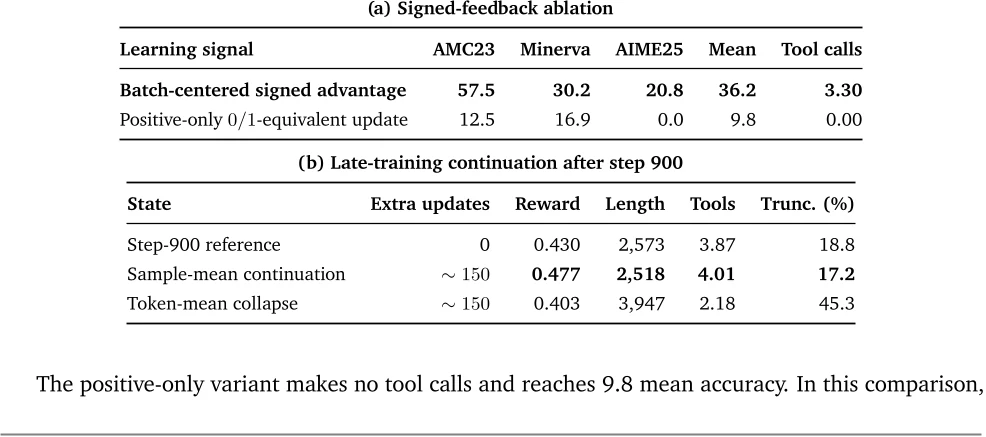 (a) Signed-feedback ablation
Learning signal AMC23 Minerva AIME25 Mean Tool calls
Batch-centered signed advantage 57.5 30.2 20.8 36.2 3.30
Positive-only 0/1-equivalent update 12.5 16.9 0.0 9.8 0.00
(b) Late-training continuation after step 900
State Extra updates Reward Length Tools Trunc. (%)
Step-900 reference 0 0.430 2,573 3.87 18.8
Sample-mean continuation ∼ 150 0.477 2,518 4.01 17.2
Token-mean collapse ∼ 150 0.403 3,947 2.18 45.3
The positive-only variant makes no tool calls and reaches 9.8 mean accuracy. In this comparison,